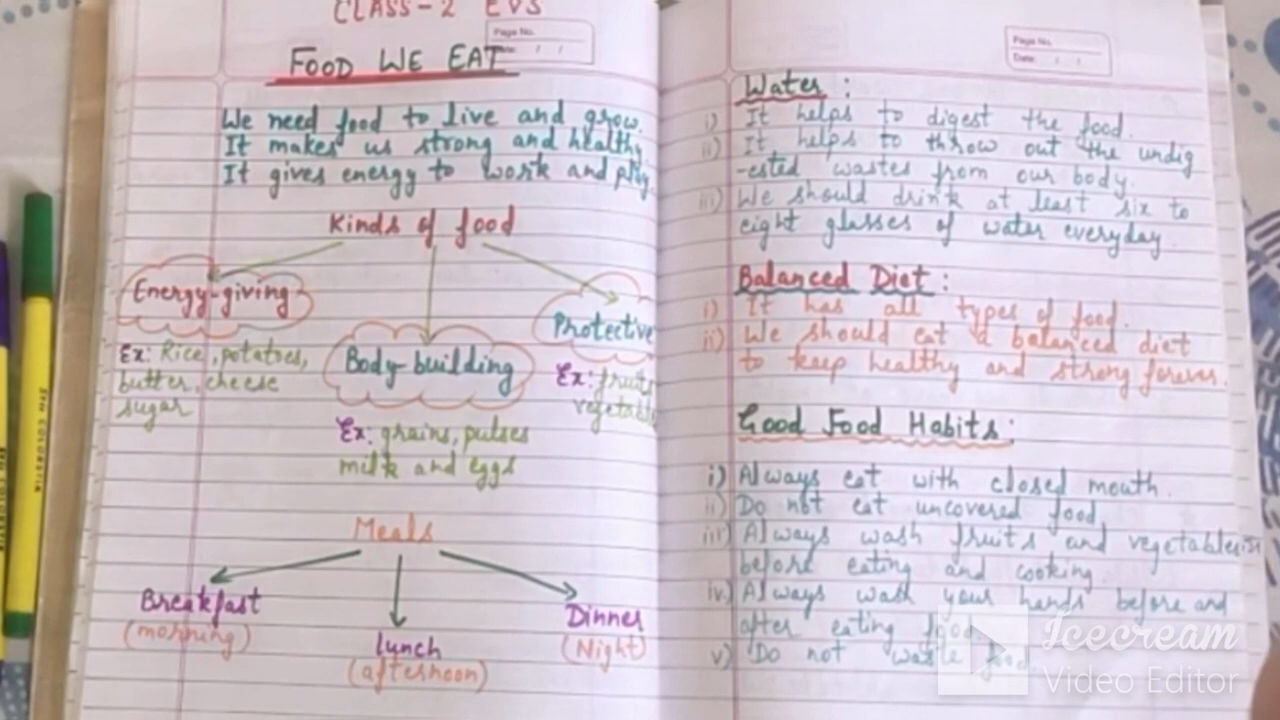 CLASS-2 EVS
Page No.
Date: / /
FOOD WE EAT
We need food to live and grow.
It makes us strong and healthy.
It gives energy to work and play.
Kinds of food
Energy-giving
Ex: Rice, potatoes,
butter, cheese
sugar
Body-building
Ex: grains, pulses
milk and eggs
Protective
Ex: fruits
vegetables
Meals
Breakfast
(morning)
lunch
(afternoon)
Dinner
(Night)
Page No.
Date: / /
Water :
i) It helps to digest the food.
ii) It helps to throw out the undig
-ested wastes from our body.
iii) We should drink at least six to
eight glasses of water everyday.
Balanced Diet :
i) It has all types of food.
ii) We should eat a balanced diet
to keep healthy and strong forever.
Good Food Habits :
i) Always eat with closed mouth.
ii) Do not eat uncovered food.
iii) Always wash fruits and vegetables
before eating and cooking.
iv) Always wash your hands before and
after eating food
v) Do not waste food
Icecream
Video Editor